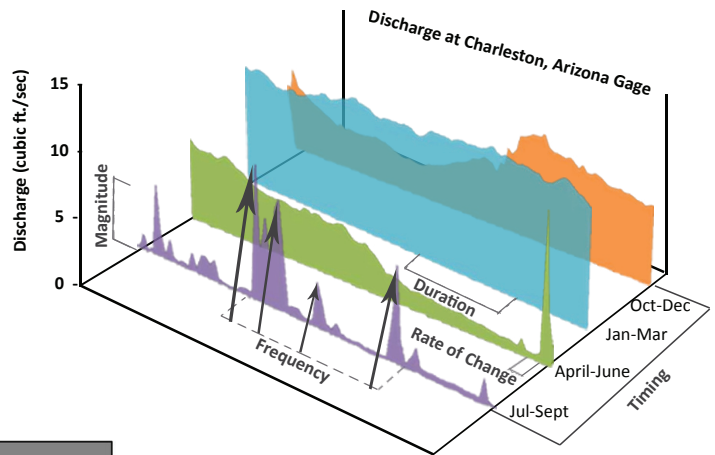 Discharge at Charleston, Arizona Gage
Discharge (cubic ft./sec)
15
10
5
0
Magnitude
Frequency
Duration
Rate of Change
Oct-Dec
Jan-Mar
April-June
Jul-Sept
Timing